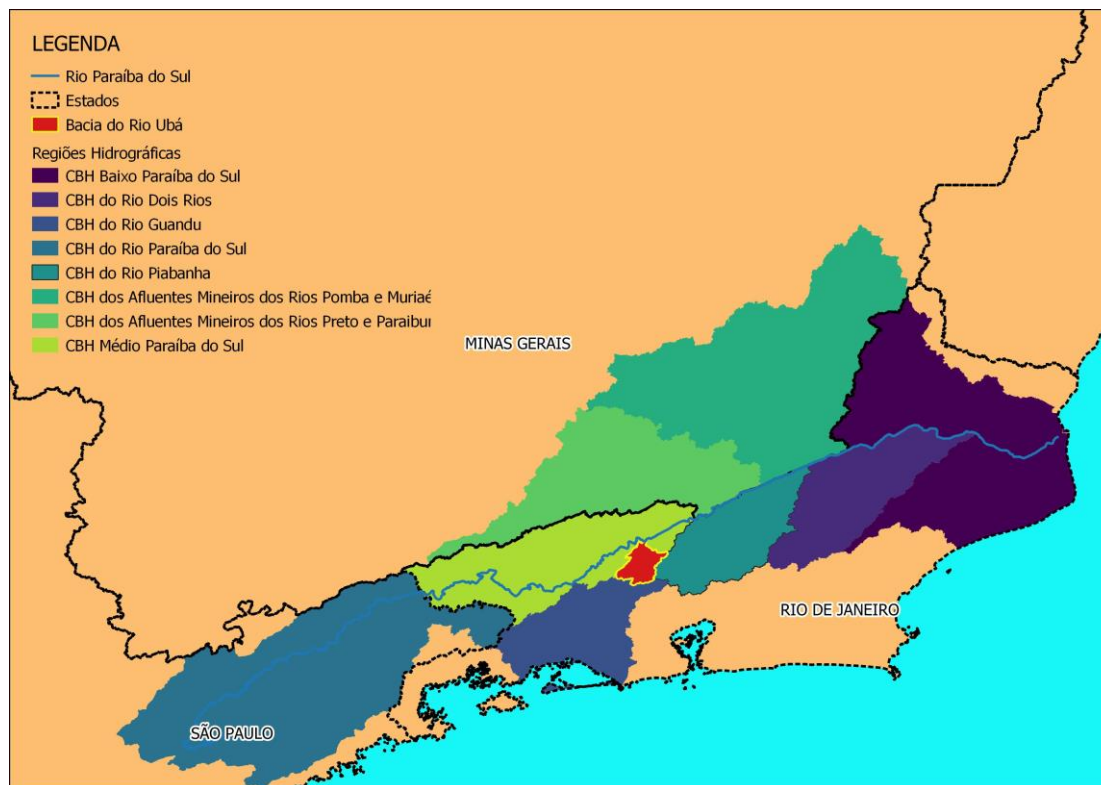 LEGENDA
Rio Paraíba do Sul
Estados
Bacia do Rio Ubá
Regiões Hidrográficas
CBH Baixo Paraíba do Sul
CBH do Rio Dois Rios
CBH do Rio Guandu
CBH do Rio Paraíba do Sul
CBH do Rio Piabanha
CBH dos Afluentes Mineiros dos Rios Pomba e Muriaé
CBH dos Afluentes Mineiros dos Rios Preto e Paraibu
CBH Médio Paraíba do Sul
MINAS GERAIS
RIO DE JANEIRO
SÃO PAULO